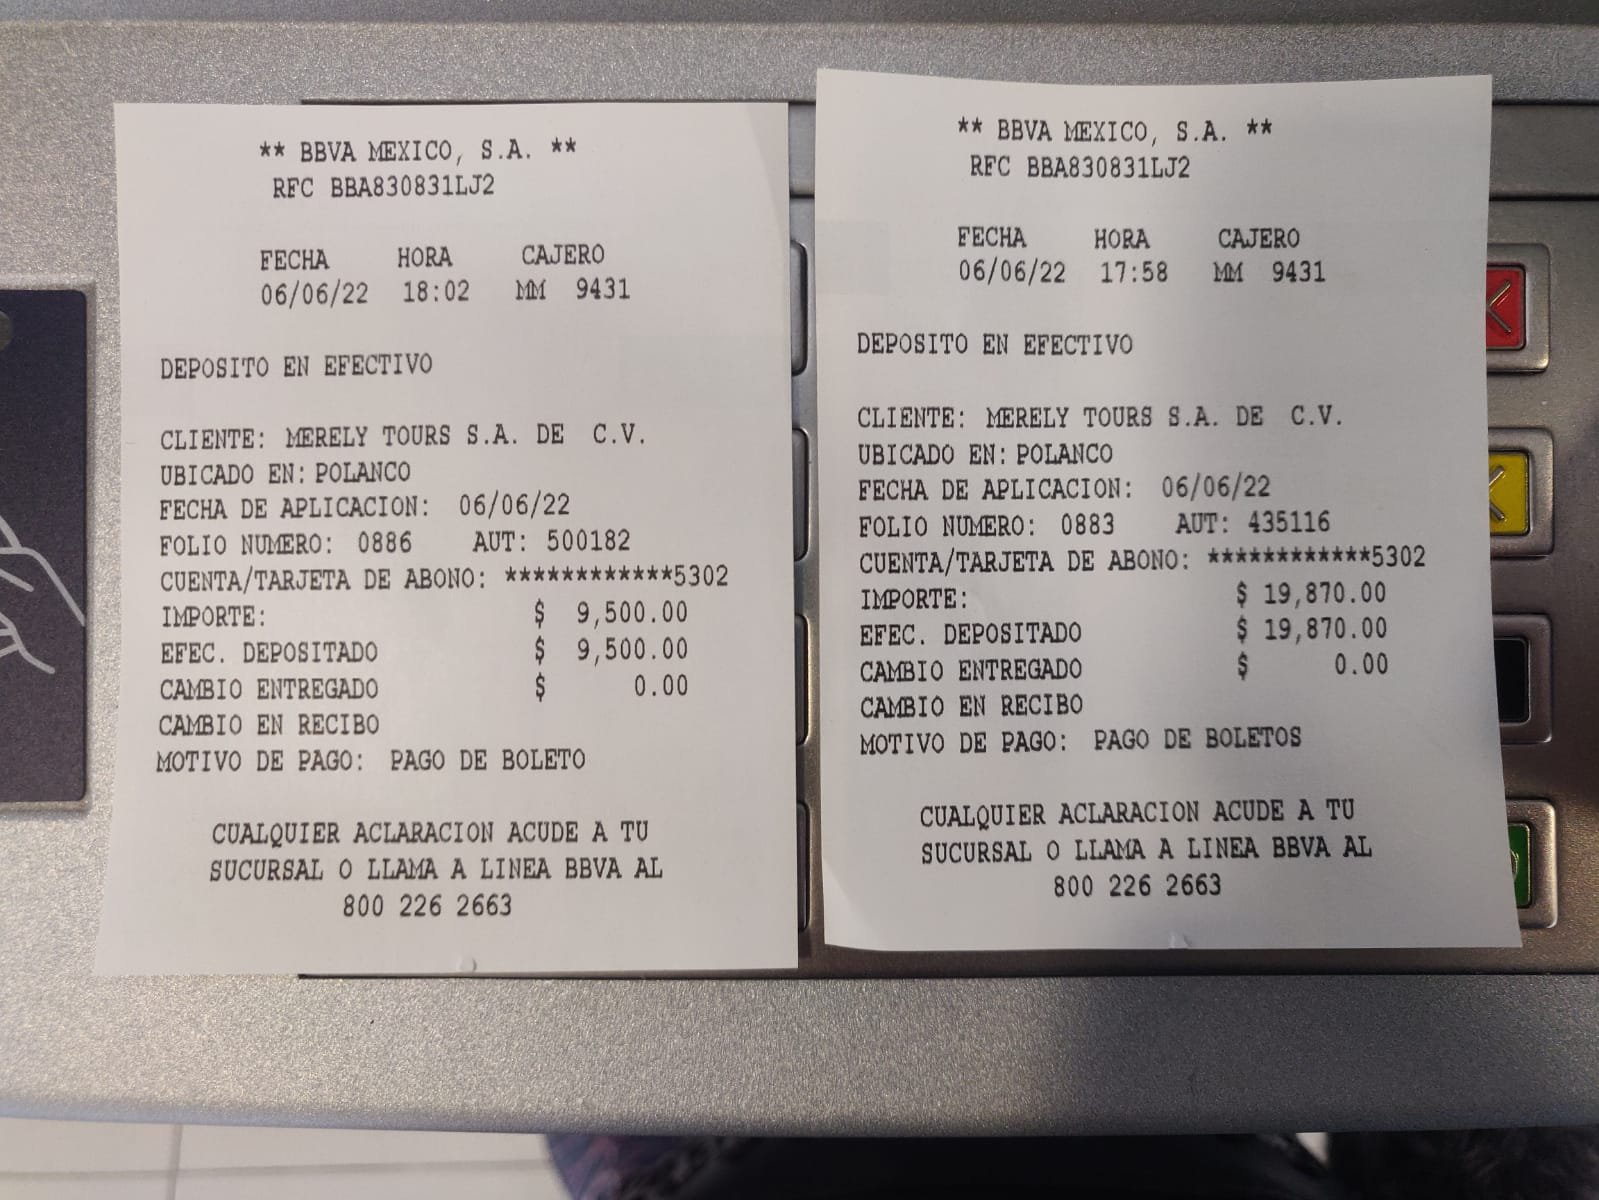 ** BBVA MEXICO, S.A. **
RFC BBA830831LJ2
FECHA HORA CAJERO
06/06/22 18:02 MM 9431
DEPOSITO EN EFECTIVO
CLIENTE: MERELY TOURS S.A. DE C.V.
UBICADO EN: POLANCO
FECHA DE APLICACION: 06/06/22
FOLIO NUMERO: 0886 AUT: 500182
CUENTA/TARJETA DE ABONO: ************5302
IMPORTE: $ 9,500.00
EFEC. DEPOSITADO $ 9,500.00
CAMBIO ENTREGADO $ 0.00
CAMBIO EN RECIBO
MOTIVO DE PAGO: PAGO DE BOLETO
CUALQUIER ACLARACION ACUDE A TU
SUCURSAL O LLAMA A LINEA BBVA AL
800 226 2663
** BBVA MEXICO, S.A. **
RFC BBA830831LJ2
FECHA HORA CAJERO
06/06/22 17:58 MM 9431
DEPOSITO EN EFECTIVO
CLIENTE: MERELY TOURS S.A. DE C.V.
UBICADO EN: POLANCO
FECHA DE APLICACION: 06/06/22
FOLIO NUMERO: 0883 AUT: 435116
CUENTA/TARJETA DE ABONO: ************5302
IMPORTE: $ 19,870.00
EFEC. DEPOSITADO $ 19,870.00
CAMBIO ENTREGADO $ 0.00
CAMBIO EN RECIBO
MOTIVO DE PAGO: PAGO DE BOLETOS
CUALQUIER ACLARACION ACUDE A TU
SUCURSAL O LLAMA A LINEA BBVA AL
800 226 2663